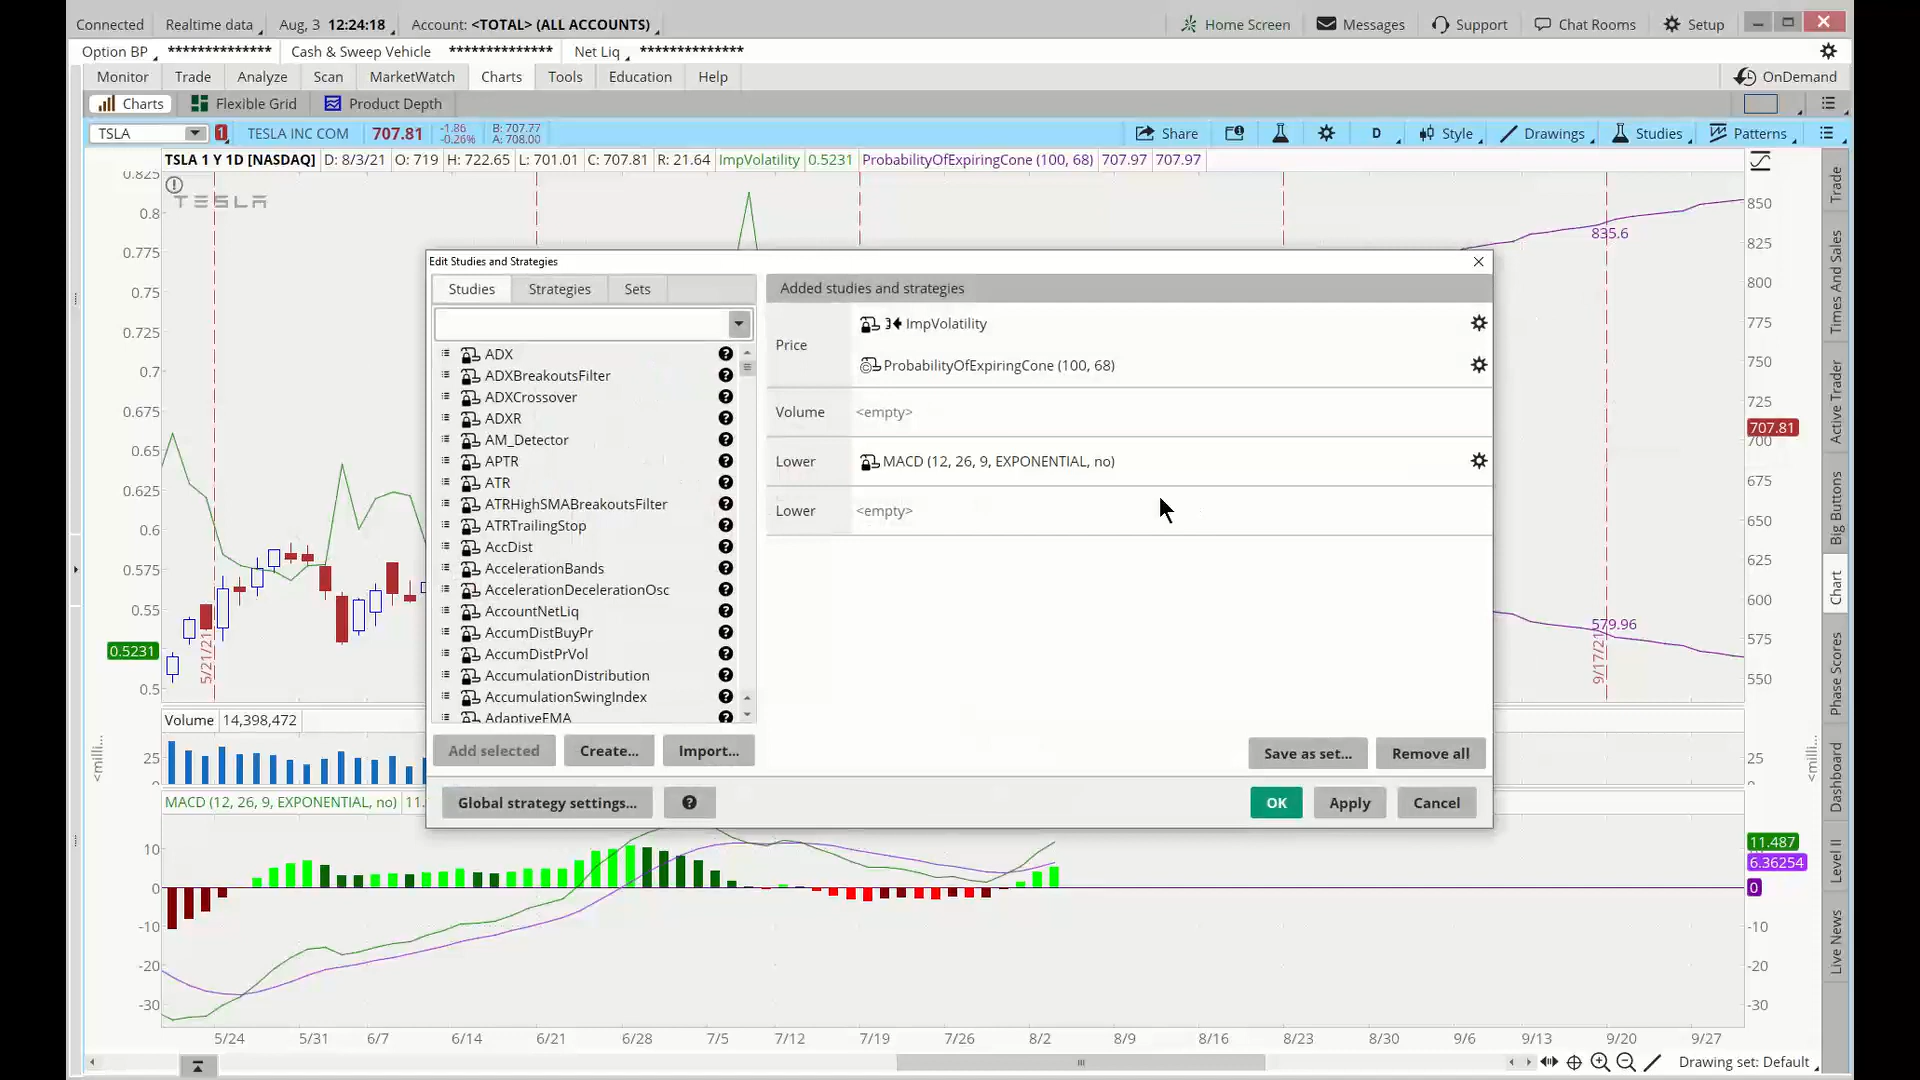 Connected Realtime data Aug, 3 12:24:18 Account: <TOTAL> (ALL ACCOUNTS) Home Screen Messages Support Chat Rooms Setup
Option BP ************** Cash & Sweep Vehicle ************** Net Liq **************
Monitor Trade Analyze Scan MarketWatch Charts Tools Education Help OnDemand
Charts Flexible Grid Product Depth
TSLA 1 TESLA INC COM 707.81 -1.86 B: 707.77 Share D Style Drawings Studies Patterns
-0.26% A: 708.00
TSLA 1 Y 1D [NASDAQ] D: 8/3/21 O: 719 H: 722.65 L: 701.01 C: 707.81 R: 21.64 ImpVolatility 0.5231 ProbabilityOfExpiringCone (100, 68) 707.97 707.97
TESLA
0.825
0.8
0.775
0.75
0.725
0.7
0.675
0.65
0.625
0.6
0.575
0.55
0.5231
0.5
5/21/21
Edit Studies and Strategies
Studies Strategies Sets
ADX
ADXBreakoutsFilter
ADXCrossover
ADXR
AM_Detector
APTR
ATR
ATRHighSMABreakoutsFilter
ATRTrailingStop
AccDist
AccelerationBands
AccelerationDecelerationOsc
AccountNetLiq
AccumDistBuyPr
AccumDistPrVol
AccumulationDistribution
AccumulationSwingIndex
AdaptiveEMA
Add selected Create... Import...
Added studies and strategies
Price
ImpVolatility
ProbabilityOfExpiringCone (100, 68)
Volume <empty>
Lower MACD (12, 26, 9, EXPONENTIAL, no)
Lower <empty>
Save as set... Remove all
Global strategy settings... OK Apply Cancel
835.6
579.96
9/17/21
850
825
800
775
750
725
707.81
700
675
650
625
600
575
550
Volume 14,398,472
25
25
<milli...
<milli...
MACD (12, 26, 9, EXPONENTIAL, no) 11.
10
0
-10
-20
-30
11.487
6.36254
0
-10
-20
-30
5/24 5/31 6/7 6/14 6/21 6/28 7/5 7/12 7/19 7/26 8/2 8/9 8/16 8/23 8/30 9/6 9/13 9/20 9/27
Drawing set: Default
Trade
Times And Sales
Active Trader
Big Buttons
Chart
Phase Scores
Dashboard
Level II
Live News